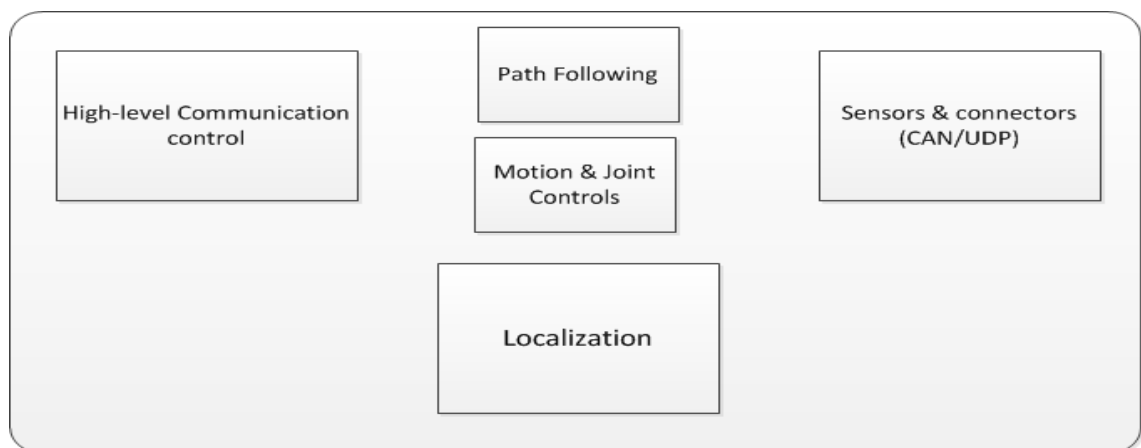 High-level Communication
control
Path Following
Motion & Joint
Controls
Sensors & connectors
(CAN/UDP)
Localization